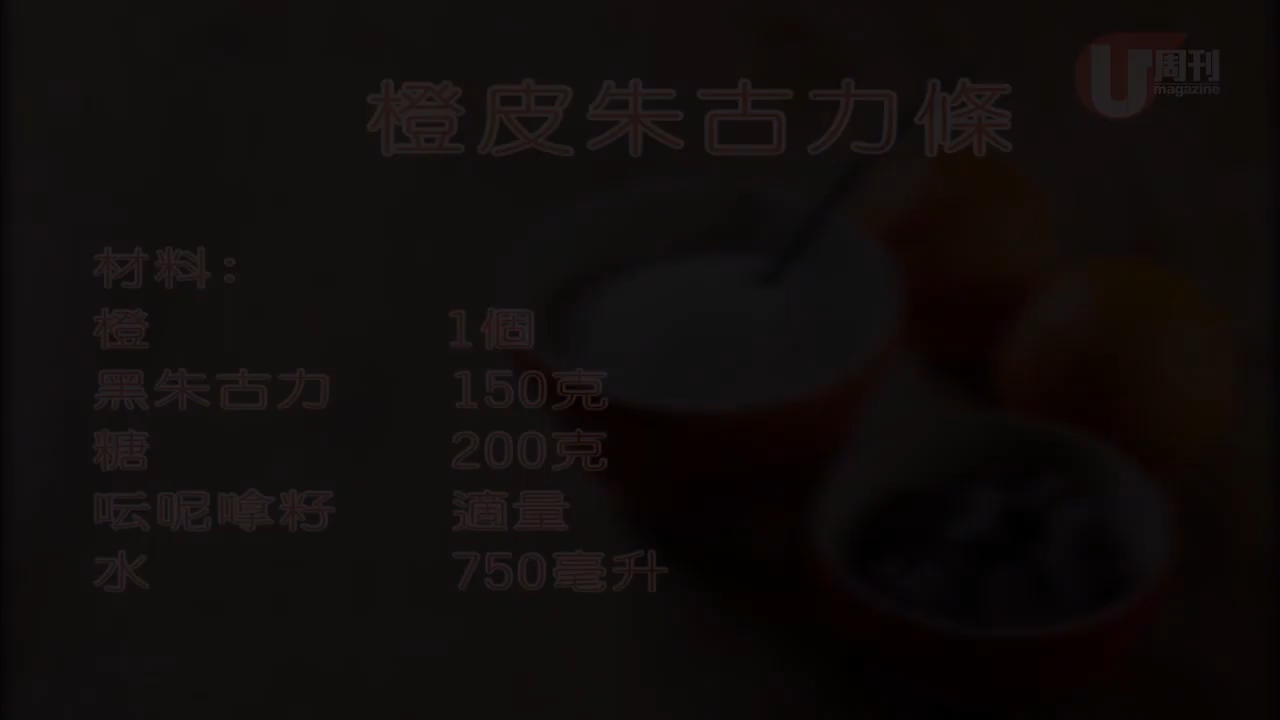 U周刊
magazine
橙皮朱古力條
材料：
橙 1個
黑朱古力 150克
糖 200克
呍呢嗱籽 適量
水 750毫升